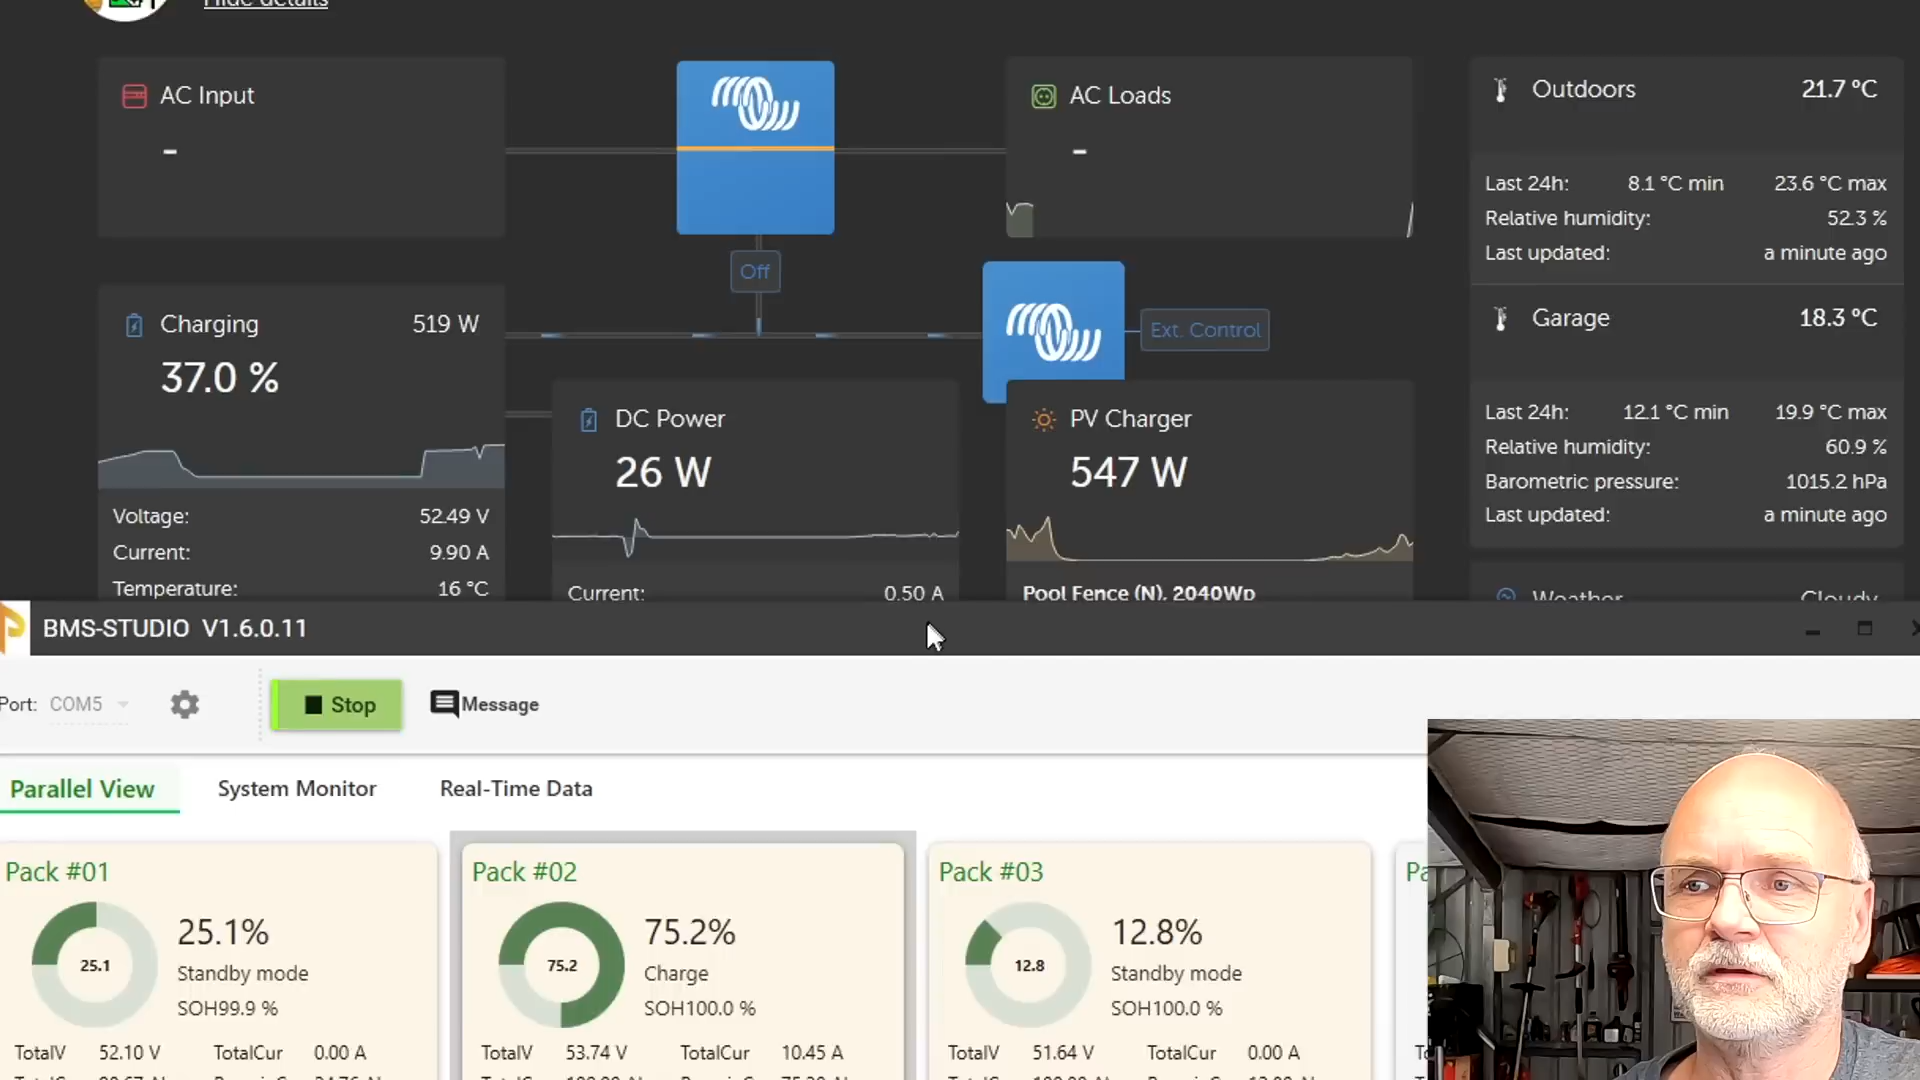 Hide details
AC Input
-
AC Loads
-
Off
Charging 519 W
37.0 %
Voltage: 52.49 V
Current: 9.90 A
Temperature: 16 °C
DC Power
26 W
Current: 0.50 A
Ext. Control
PV Charger
547 W
Pool Fence (N), 2040Wp
Outdoors 21.7 °C
Last 24h: 8.1 °C min 23.6 °C max
Relative humidity: 52.3 %
Last updated: a minute ago
Garage 18.3 °C
Last 24h: 12.1 °C min 19.9 °C max
Relative humidity: 60.9 %
Barometric pressure: 1015.2 hPa
Last updated: a minute ago
Weather Cloudy
BMS-STUDIO V1.6.0.11
Port: COM5 Stop Message
Parallel View System Monitor Real-Time Data
Pack #01
25.1
25.1%
Standby mode
SOH99.9 %
TotalV 52.10 V TotalCur 0.00 A
Pack #02
75.2
75.2%
Charge
SOH100.0 %
TotalV 53.74 V TotalCur 10.45 A
Pack #03
12.8
12.8%
Standby mode
SOH100.0 %
TotalV 51.64 V TotalCur 0.00 A